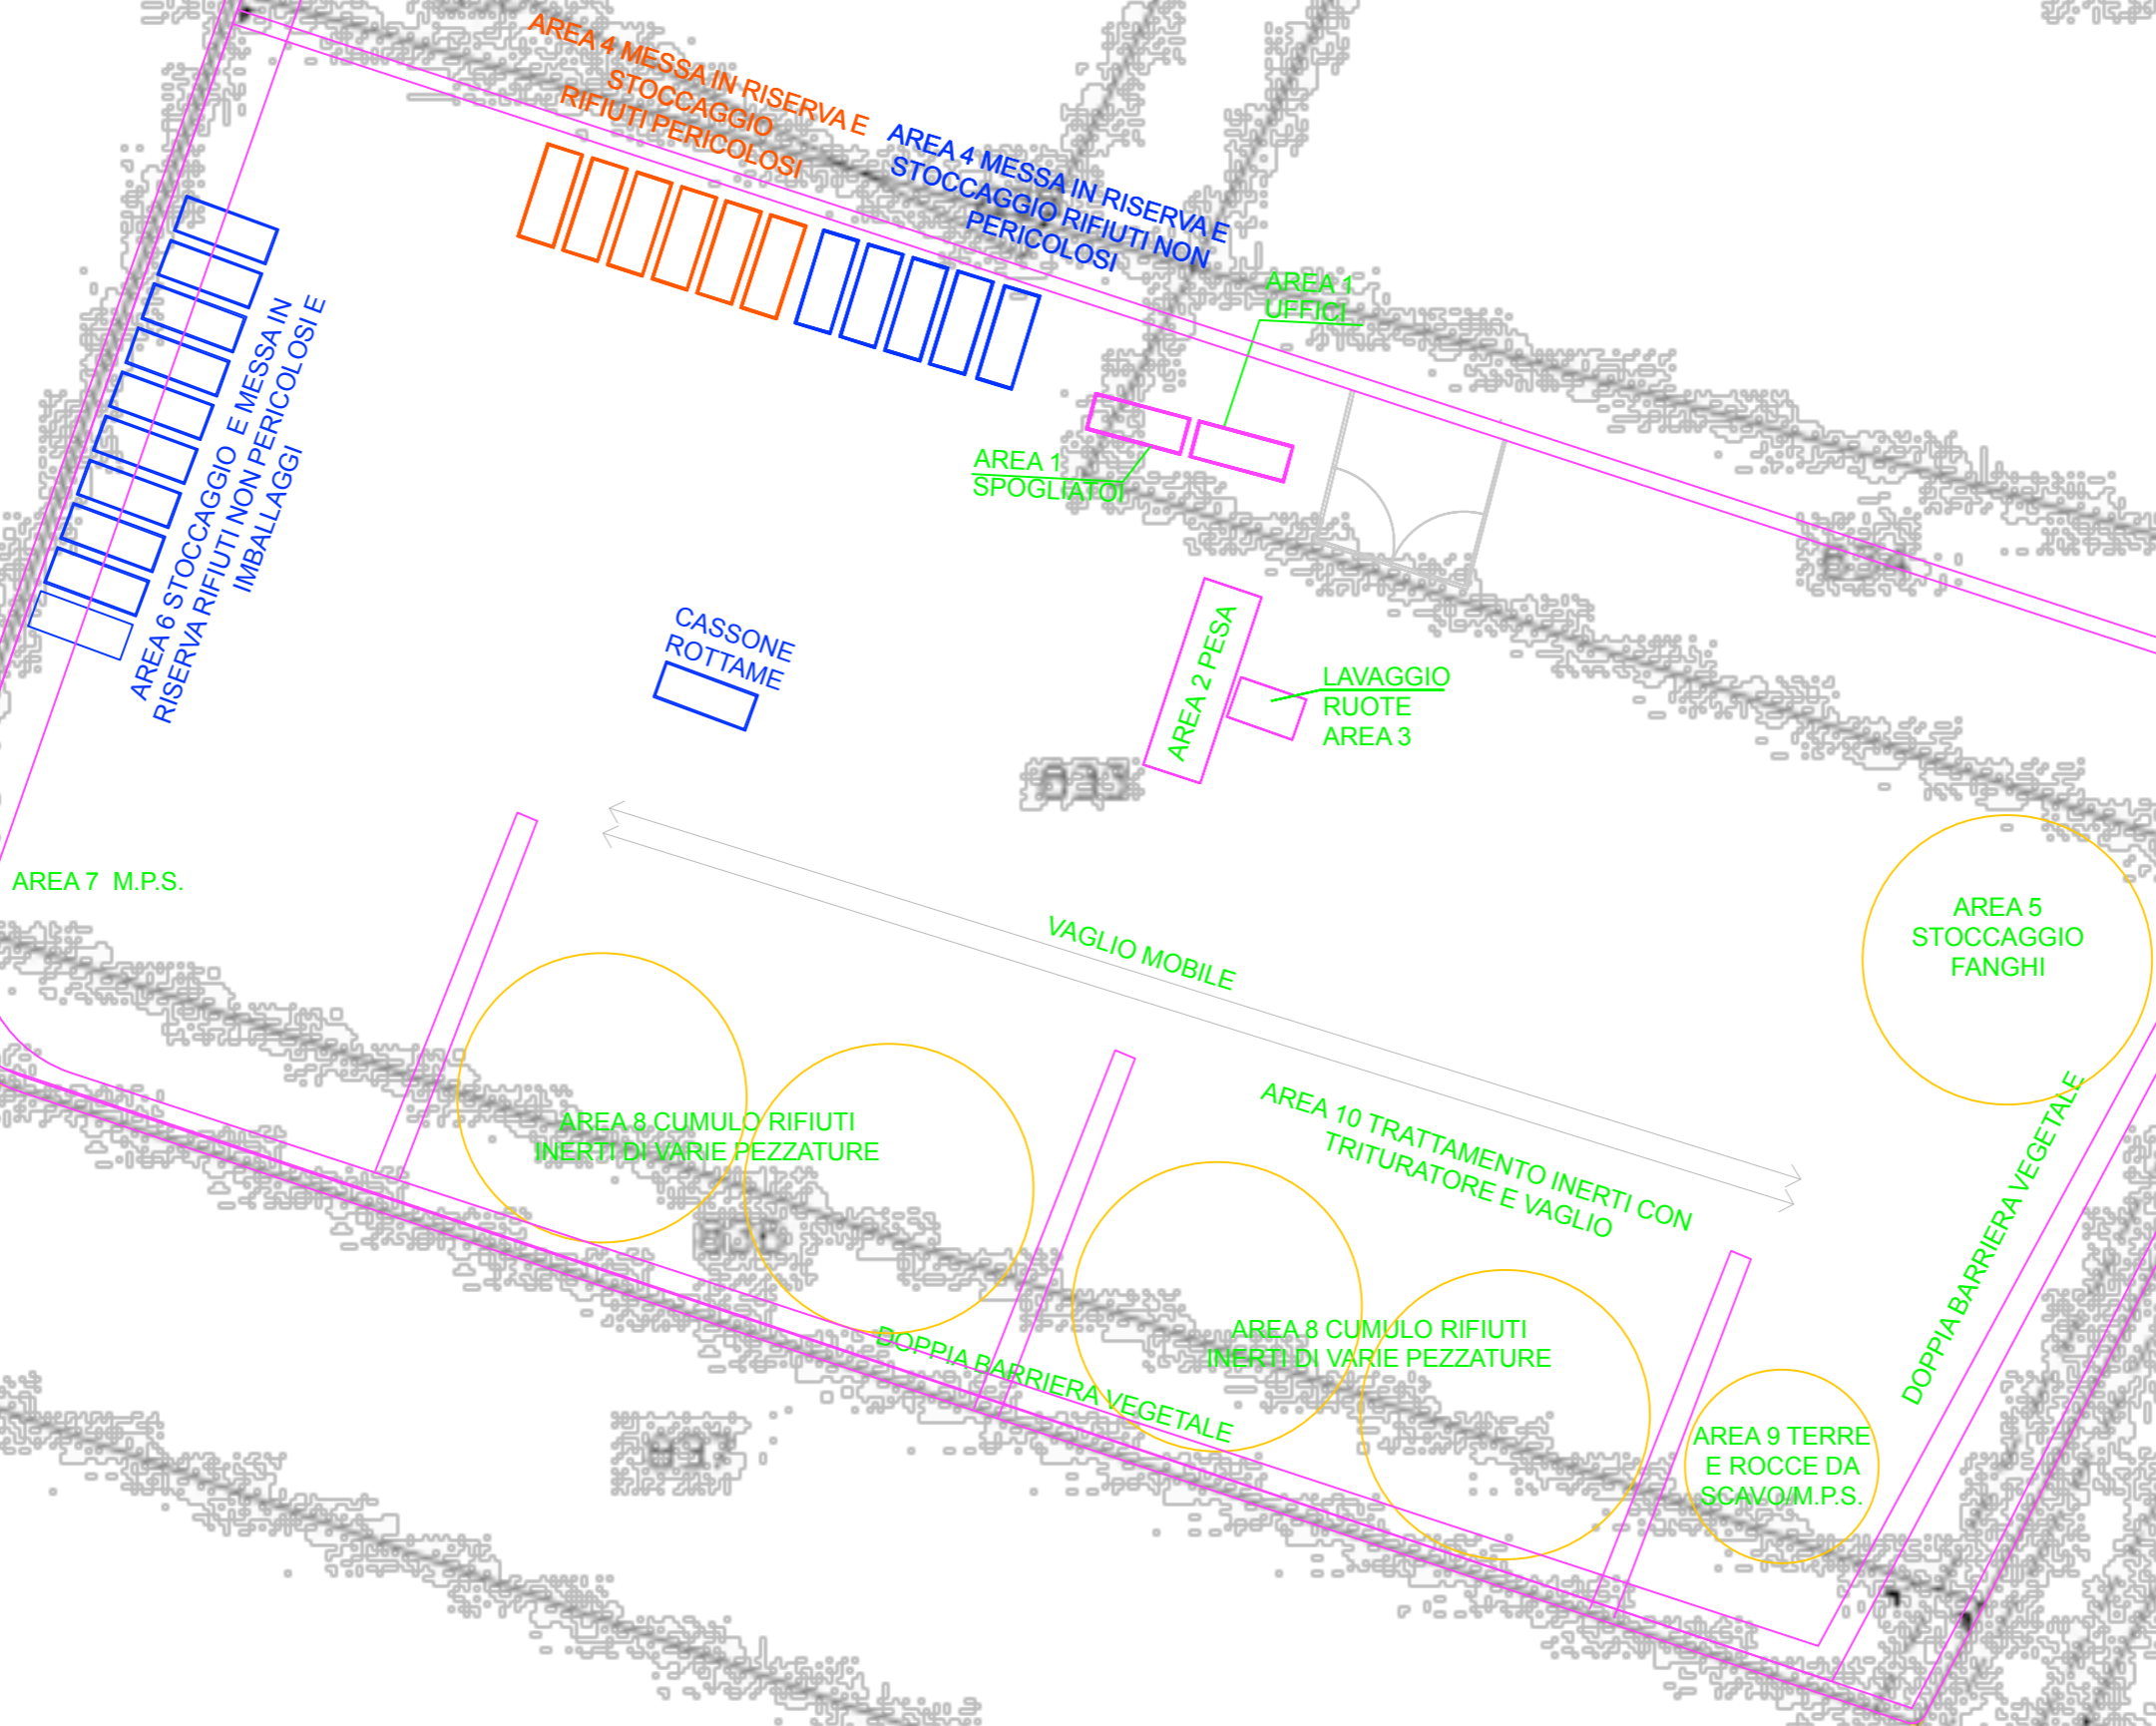 AREA 4 MESSA IN RISERVA E
STOCCAGGIO
RIFIUTI PERICOLOSI
AREA 4 MESSA IN RISERVA E
STOCCAGGIO RIFIUTI NON
PERICOLOSI
AREA 1
UFFICI
AREA 1
SPOGLIATOI
AREA 6 STOCCAGGIO E MESSA IN
RISERVA RIFIUTI NON PERICOLOSI E
IMBALLAGGI
CASSONE
ROTTAME
AREA 2 PESA
LAVAGGIO
RUOTE
AREA 3
AREA 7 M.P.S.
VAGLIO MOBILE
AREA 5
STOCCAGGIO
FANGHI
AREA 8 CUMULO RIFIUTI
INERTI DI VARIE PEZZATURE
AREA 10 TRATTAMENTO INERTI CON
TRITURATORE E VAGLIO
DOPPIA BARRIERA VEGETALE
AREA 8 CUMULO RIFIUTI
INERTI DI VARIE PEZZATURE
DOPPIA BARRIERA VEGETALE
AREA 9 TERRE
E ROCCE DA
SCAVO/M.P.S.